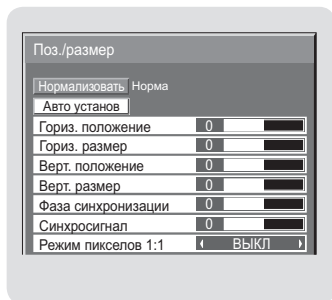 Поз./размер
Нормализовать Норма
Авто установ
Гориз. положение 0
Гориз. размер 0
Верт. положение 0
Верт. размер 0
Фаза синхронизации 0
Синхросигнал 0
Режим пикселов 1:1 ВЫКЛ